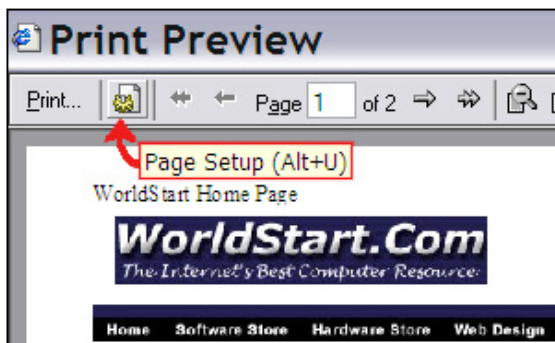 Print Preview
Print... Page 1 of 2
Page Setup (Alt+U)
WorldStart Home Page
WorldStart.Com
The Internet's Best Computer Resource
Home Software Store Hardware Store Web Design